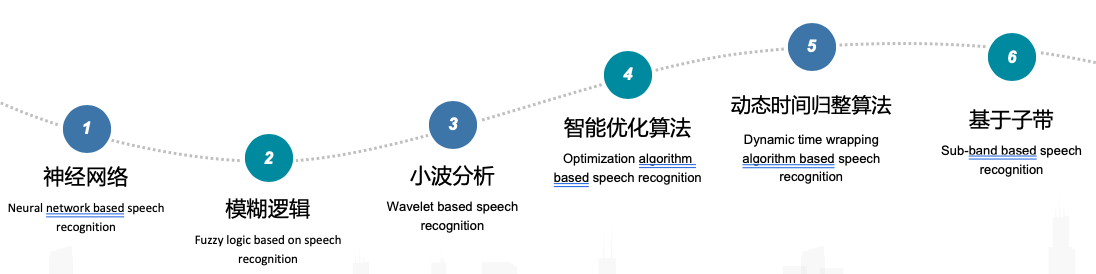 1
神经网络
Neural network based speech
recognition
2
模糊逻辑
Fuzzy logic based on speech
recognition
3
小波分析
Wavelet based speech
recognition
4
智能优化算法
Optimization algorithm
based speech recognition
5
动态时间归整算法
Dynamic time wrapping
algorithm based speech
recognition
6
基于子带
Sub-band based speech
recognition